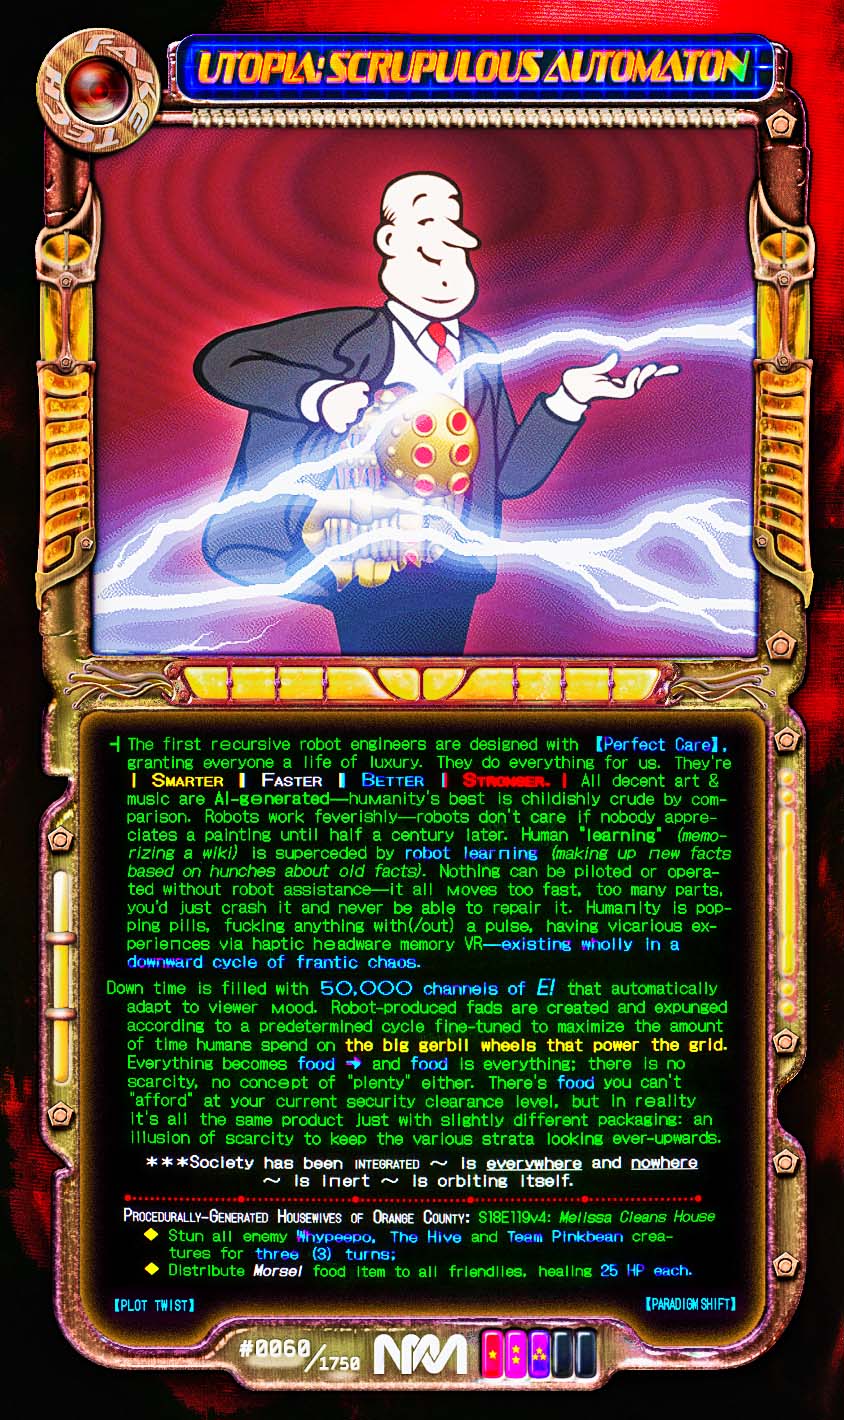 FAKE TECH
UTOPIA: SCRUPULOUS AUTOMATON
The first recursive robot engineers are designed with 【Perfect Care】,
granting everyone a life of luxury. They do everything for us. They're
| SMARTER | FASTER | BETTER | STRONGER. | All decent art &
music are AI-generated—humanity's best is childishly crude by com-
parison. Robots work feverishly—robots don't care if nobody appre-
ciates a painting until half a century later. Human "learning" (memo-
rizing a wiki) is superceded by robot learning (making up new facts
based on hunches about old facts). Nothing can be piloted or opera-
ted without robot assistance—it all moves too fast, too many parts,
you'd just crash it and never be able to repair it. Humanity is pop-
ping pills, fucking anything with(/out) a pulse, having vicarious ex-
periences via haptic headware memory VR—existing wholly in a
downward cycle of frantic chaos.
Down time is filled with 50,000 channels of E! that automatically
adapt to viewer mood. Robot-produced fads are created and expunged
according to a predetermined cycle fine-tuned to maximize the amount
of time humans spend on the big gerbil wheels that power the grid.
Everything becomes food ➜ and food is everything; there is no
scarcity, no concept of "plenty" either. There's food you can't
"afford" at your current security clearance level, but in reality
it's all the same product just with slightly different packaging: an
illusion of scarcity to keep the various strata looking ever-upwards.
***Society has been INTEGRATED ~ is everywhere and nowhere
~ is inert ~ is orbiting itself.
PROCEDURALLY-GENERATED HOUSEWIVES OF ORANGE COUNTY: S18E119v4: Melissa Cleans House
◆ Stun all enemy Whypeepo, The Hive and Team Pinkbean crea-
tures for three (3) turns;
◆ Distribute Morsel food item to all friendlies, healing 25 HP each.
【PLOT TWIST】
【PARADIGM SHIFT】
#0060/1750